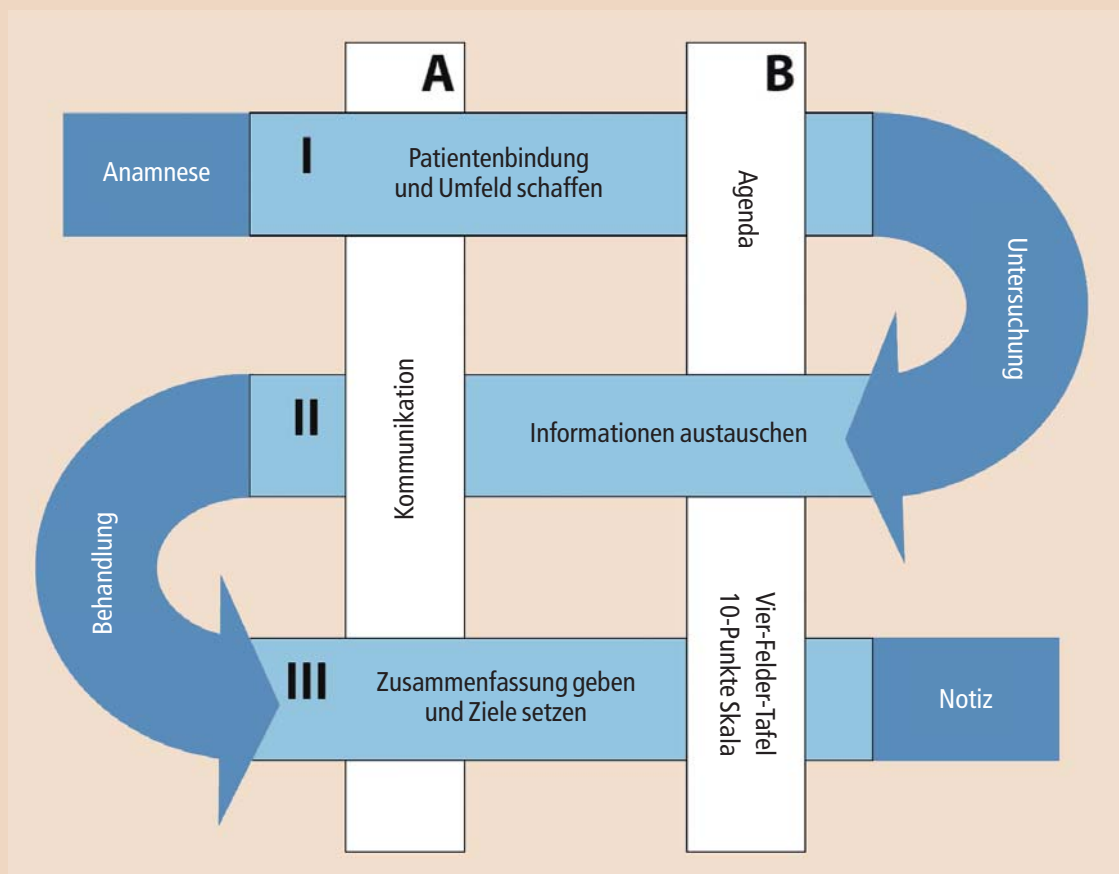 A
B
Anamnese
I
Patientenbindung
und Umfeld schaffen
Agenda
Untersuchung
II
Kommunikation
Informationen austauschen
Behandlung
III
Zusammenfassung geben
und Ziele setzen
Vier-Felder-Tafel
10-Punkte Skala
Notiz